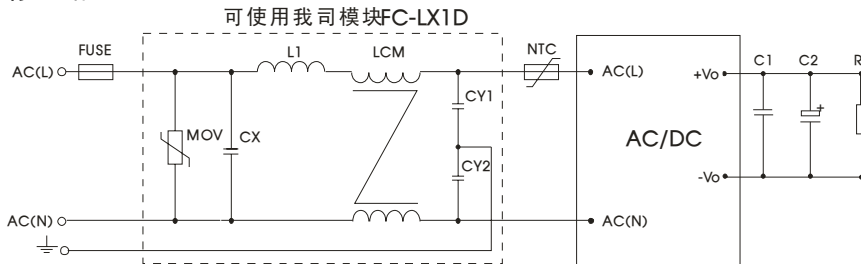 可使用我司模块FC-LX1D
FUSE
L1
LCM
NTC
AC(L)
CY1
AC(L)
+Vo
C1
C2
R
MOV
CX
+
AC/DC
CY2
-Vo
AC(N)
AC(N)